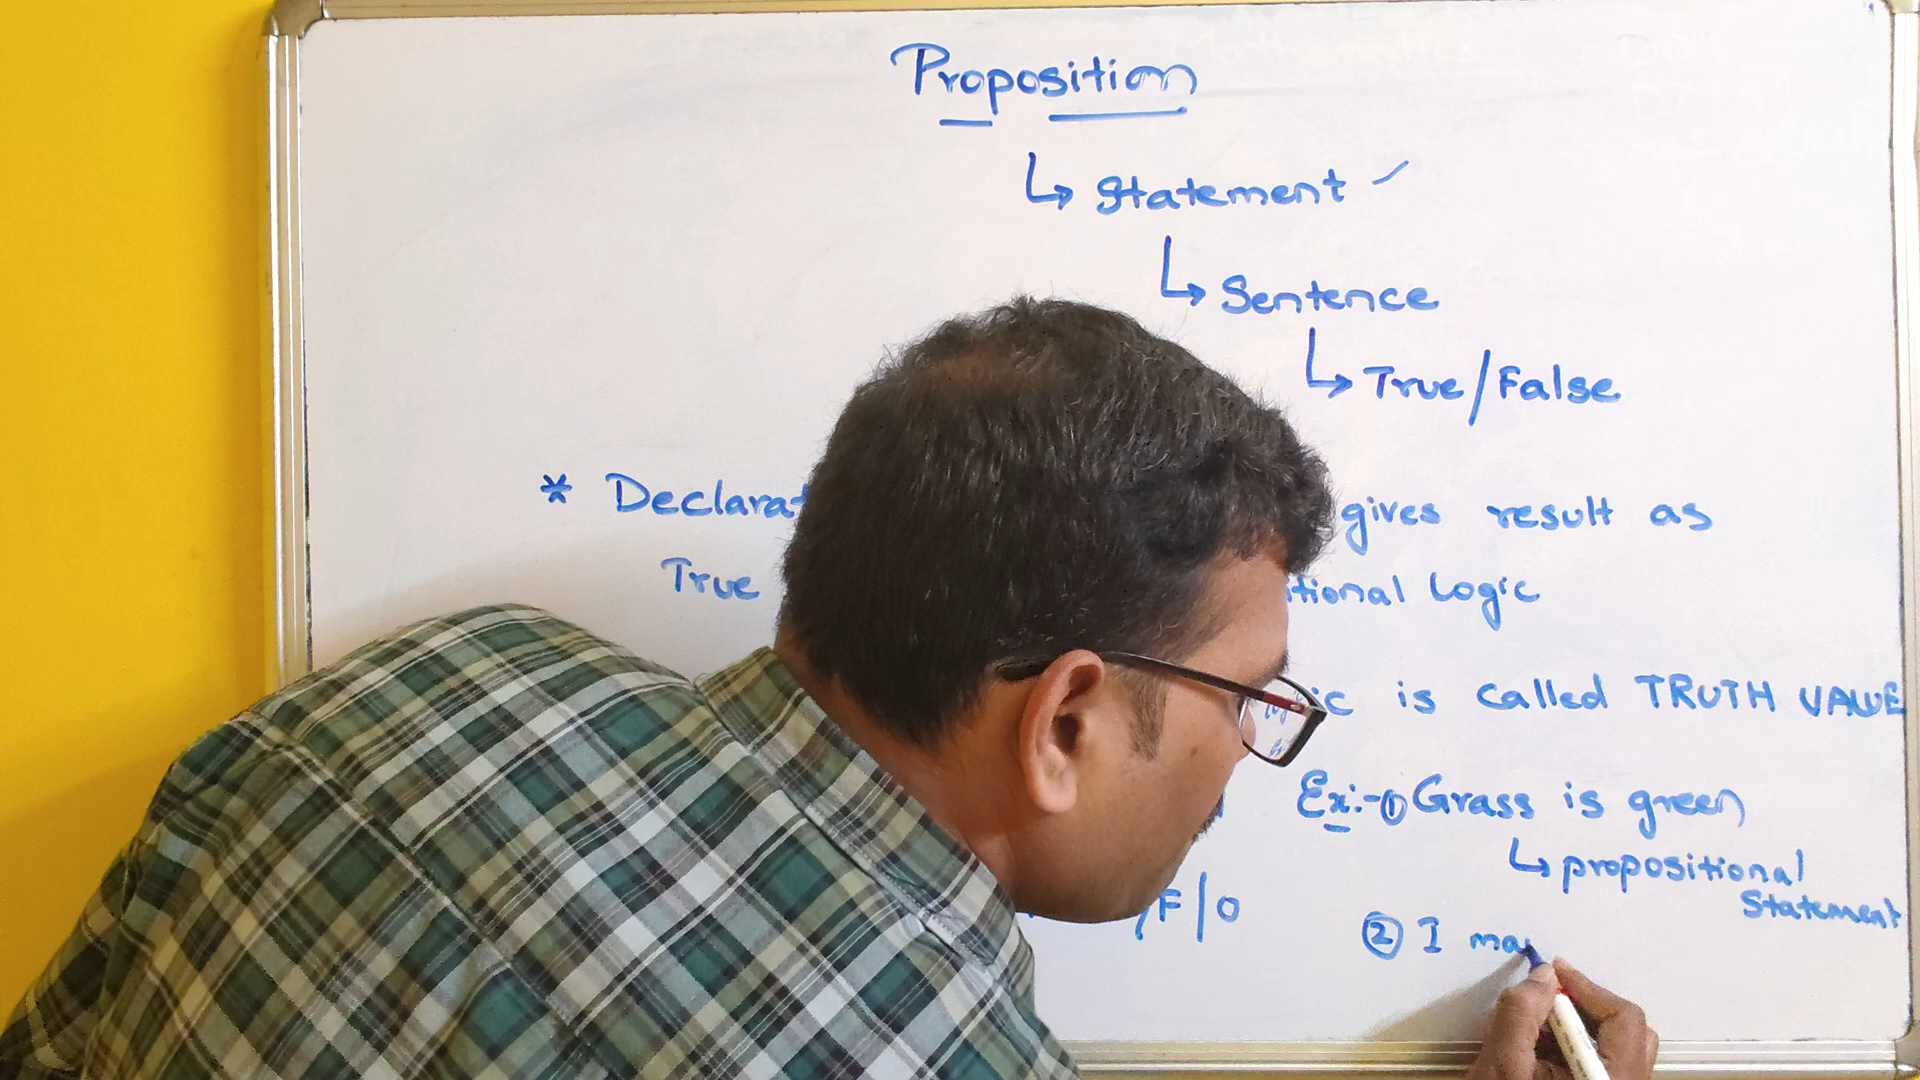 Proposition
↳ Statement ✓
↳ Sentence
↳ True/False
* Declarat gives result as
True itional Logic
ic is called TRUTH VALUE
Ex:- ① Grass is green
↳ propositional
Statement
/F/0
② I ma